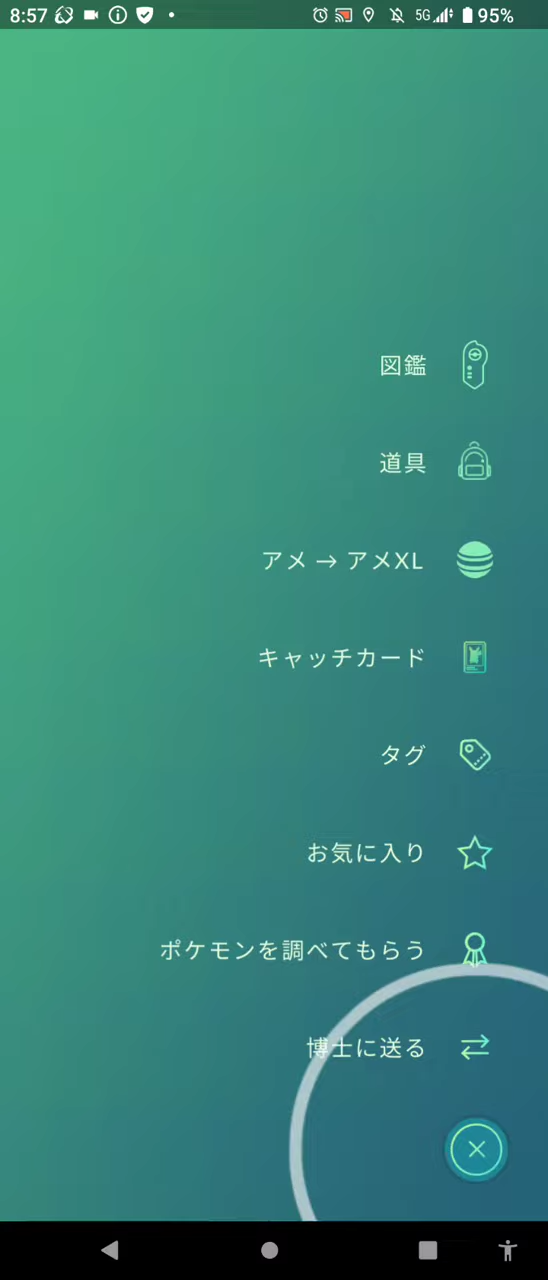 8:57 5G 95%
図鑑
道具
アメ → アメXL
キャッチカード
タグ
お気に入り
ポケモンを調べてもらう
博士に送る